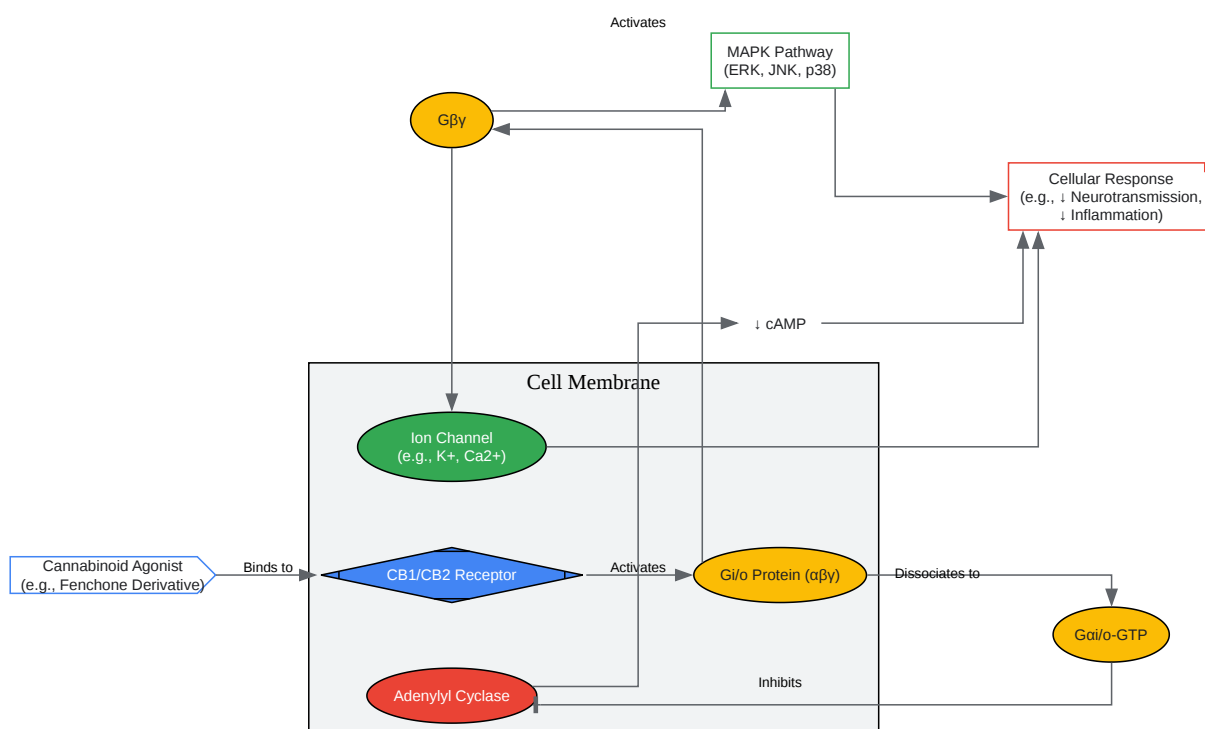 Activates
MAPK Pathway
(ERK, JNK, p38)
Gβγ
Cellular Response
(e.g., ↓ Neurotransmission,
↓ Inflammation)
↓ cAMP
Cell Membrane
Ion Channel
(e.g., K+, Ca2+)
Cannabinoid Agonist
(e.g., Fenchone Derivative)
Binds to
CB1/CB2 Receptor
Activates
Gi/o Protein (αβγ)
Dissociates to
Gαi/o-GTP
Inhibits
Adenylyl Cyclase